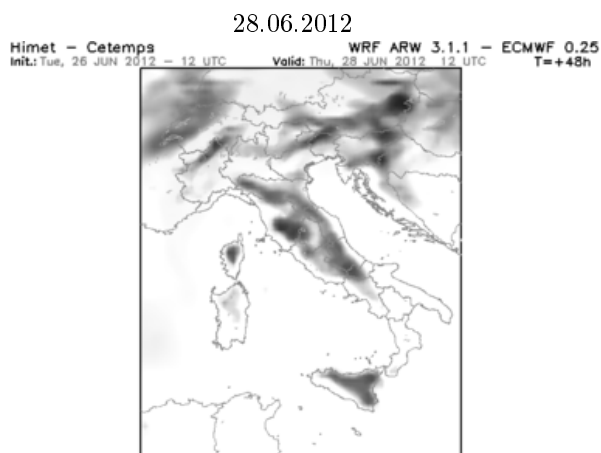 28.06.2012
Himet – Cetemps WRF ARW 3.1.1 – ECMWF 0.25
Init.: Tue, 26 JUN 2012 – 12 UTC Valid: Thu, 28 JUN 2012 12 UTC T=+48h